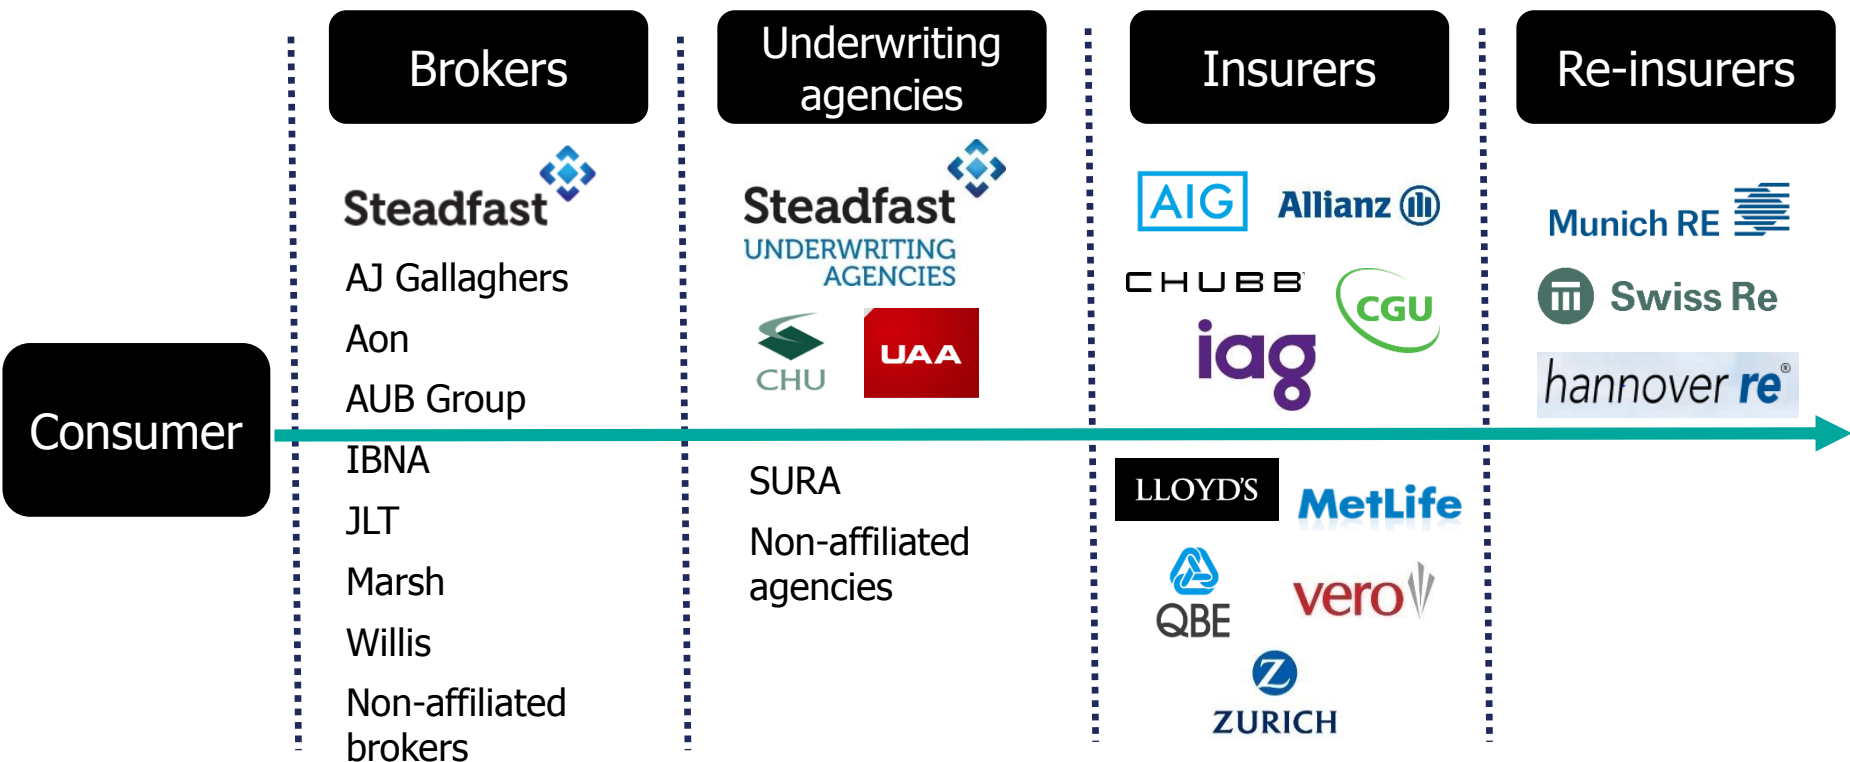 Brokers
Underwriting
agencies
Insurers
Re-insurers
Consumer
Steadfast
AJ Gallaghers
Aon
AUB Group
IBNA
JLT
Marsh
Willis
Non-affiliated
brokers
Steadfast
UNDERWRITING
AGENCIES
CHU
UAA
SURA
Non-affiliated
agencies
AIG
Allianz
CHUBB
CGU
iag
LLOYD'S
MetLife
QBE
vero
ZURICH
Munich RE
Swiss Re
hannover re®